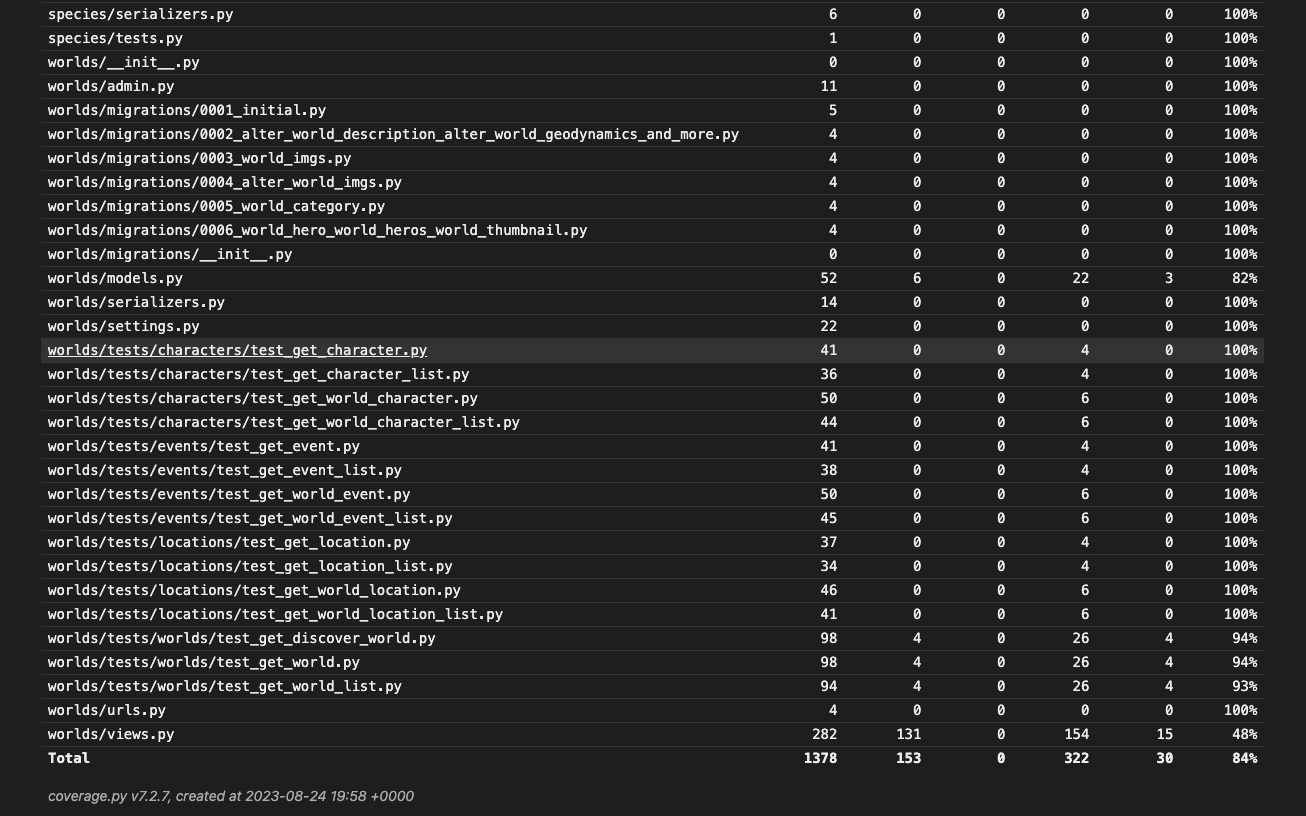 species/serializers.py 6 0 0 0 0 100%
species/tests.py 1 0 0 0 0 100%
worlds/__init__.py 0 0 0 0 0 100%
worlds/admin.py 11 0 0 0 0 100%
worlds/migrations/0001_initial.py 5 0 0 0 0 100%
worlds/migrations/0002_alter_world_description_alter_world_geodynamics_and_more.py 4 0 0 0 0 100%
worlds/migrations/0003_world_imgs.py 4 0 0 0 0 100%
worlds/migrations/0004_alter_world_imgs.py 4 0 0 0 0 100%
worlds/migrations/0005_world_category.py 4 0 0 0 0 100%
worlds/migrations/0006_world_hero_world_heros_world_thumbnail.py 4 0 0 0 0 100%
worlds/migrations/__init__.py 0 0 0 0 0 100%
worlds/models.py 52 6 0 22 3 82%
worlds/serializers.py 14 0 0 0 0 100%
worlds/settings.py 22 0 0 0 0 100%
worlds/tests/characters/test_get_character.py 41 0 0 4 0 100%
worlds/tests/characters/test_get_character_list.py 36 0 0 4 0 100%
worlds/tests/characters/test_get_world_character.py 50 0 0 6 0 100%
worlds/tests/characters/test_get_world_character_list.py 44 0 0 6 0 100%
worlds/tests/events/test_get_event.py 41 0 0 4 0 100%
worlds/tests/events/test_get_event_list.py 38 0 0 4 0 100%
worlds/tests/events/test_get_world_event.py 50 0 0 6 0 100%
worlds/tests/events/test_get_world_event_list.py 45 0 0 6 0 100%
worlds/tests/locations/test_get_location.py 37 0 0 4 0 100%
worlds/tests/locations/test_get_location_list.py 34 0 0 4 0 100%
worlds/tests/locations/test_get_world_location.py 46 0 0 6 0 100%
worlds/tests/locations/test_get_world_location_list.py 41 0 0 6 0 100%
worlds/tests/worlds/test_get_discover_world.py 98 4 0 26 4 94%
worlds/tests/worlds/test_get_world.py 98 4 0 26 4 94%
worlds/tests/worlds/test_get_world_list.py 94 4 0 26 4 93%
worlds/urls.py 4 0 0 0 0 100%
worlds/views.py 282 131 0 154 15 48%
Total 1378 153 0 322 30 84%
coverage.py v7.2.7, created at 2023-08-24 19:58 +0000